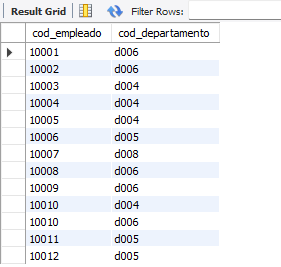 Result Grid Filter Rows:
cod_empleado cod_departamento
10001 d006
10002 d006
10003 d004
10004 d004
10005 d004
10006 d005
10007 d008
10008 d006
10009 d006
10010 d004
10010 d006
10011 d005
10012 d005